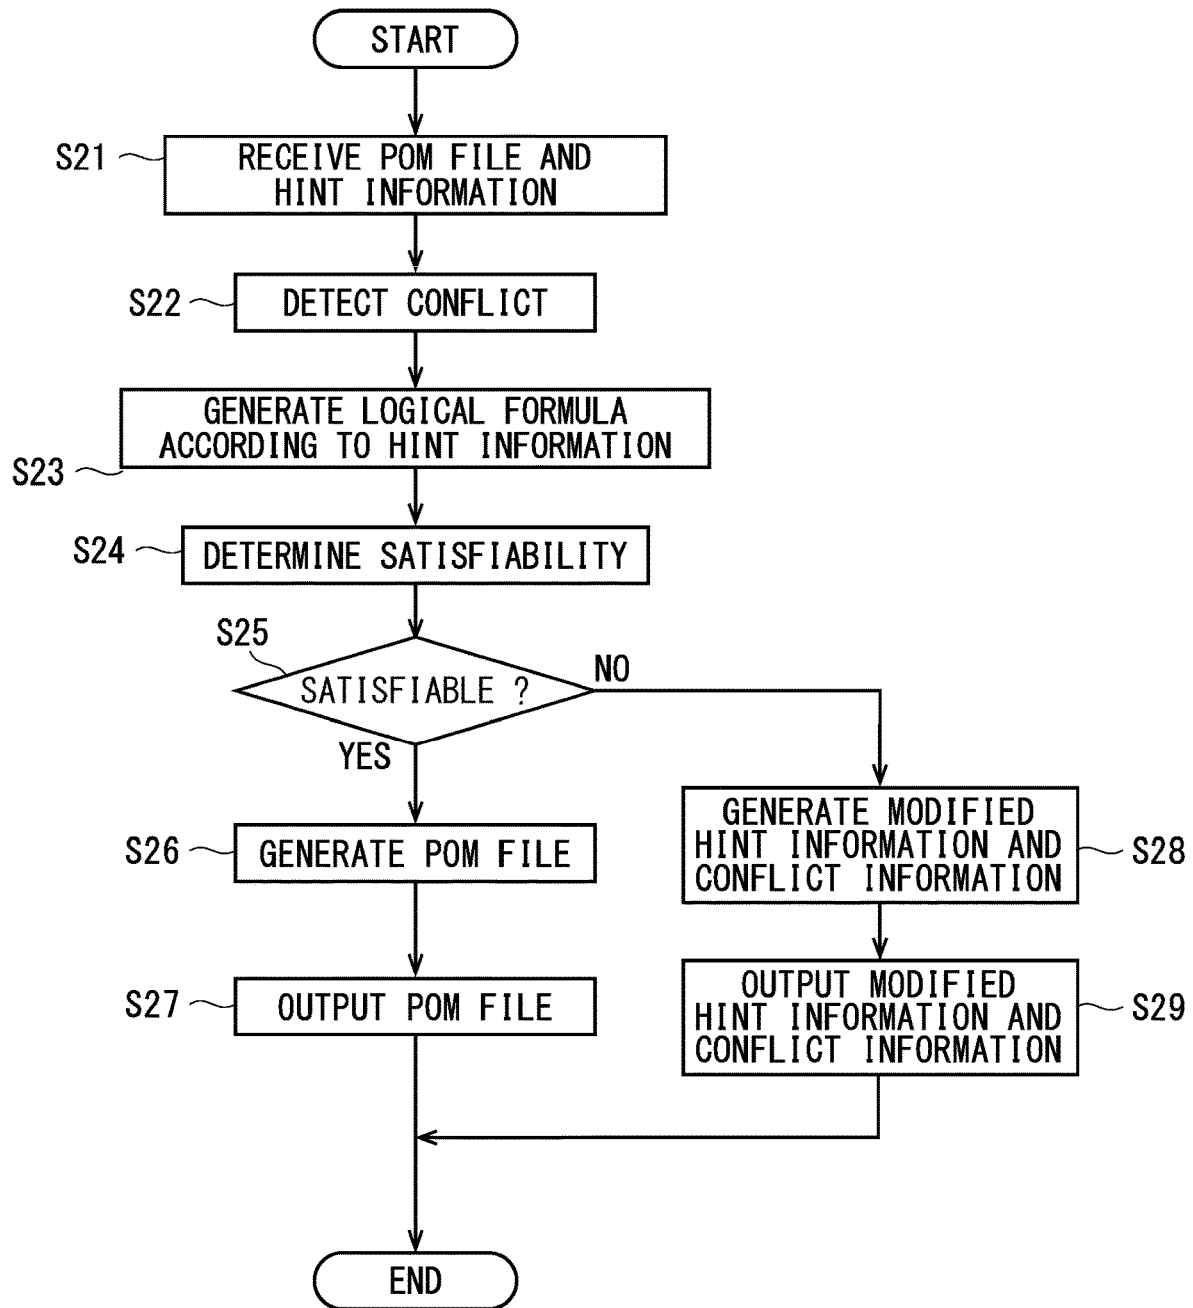 START
S21
RECEIVE POM FILE AND
HINT INFORMATION
S22
DETECT CONFLICT
S23
GENERATE LOGICAL FORMULA
ACCORDING TO HINT INFORMATION
S24
DETERMINE SATISFIABILITY
S25
SATISFIABLE ?
NO
YES
S26
GENERATE POM FILE
S27
OUTPUT POM FILE
GENERATE MODIFIED
HINT INFORMATION AND
CONFLICT INFORMATION
S28
OUTPUT MODIFIED
HINT INFORMATION AND
CONFLICT INFORMATION
S29
END